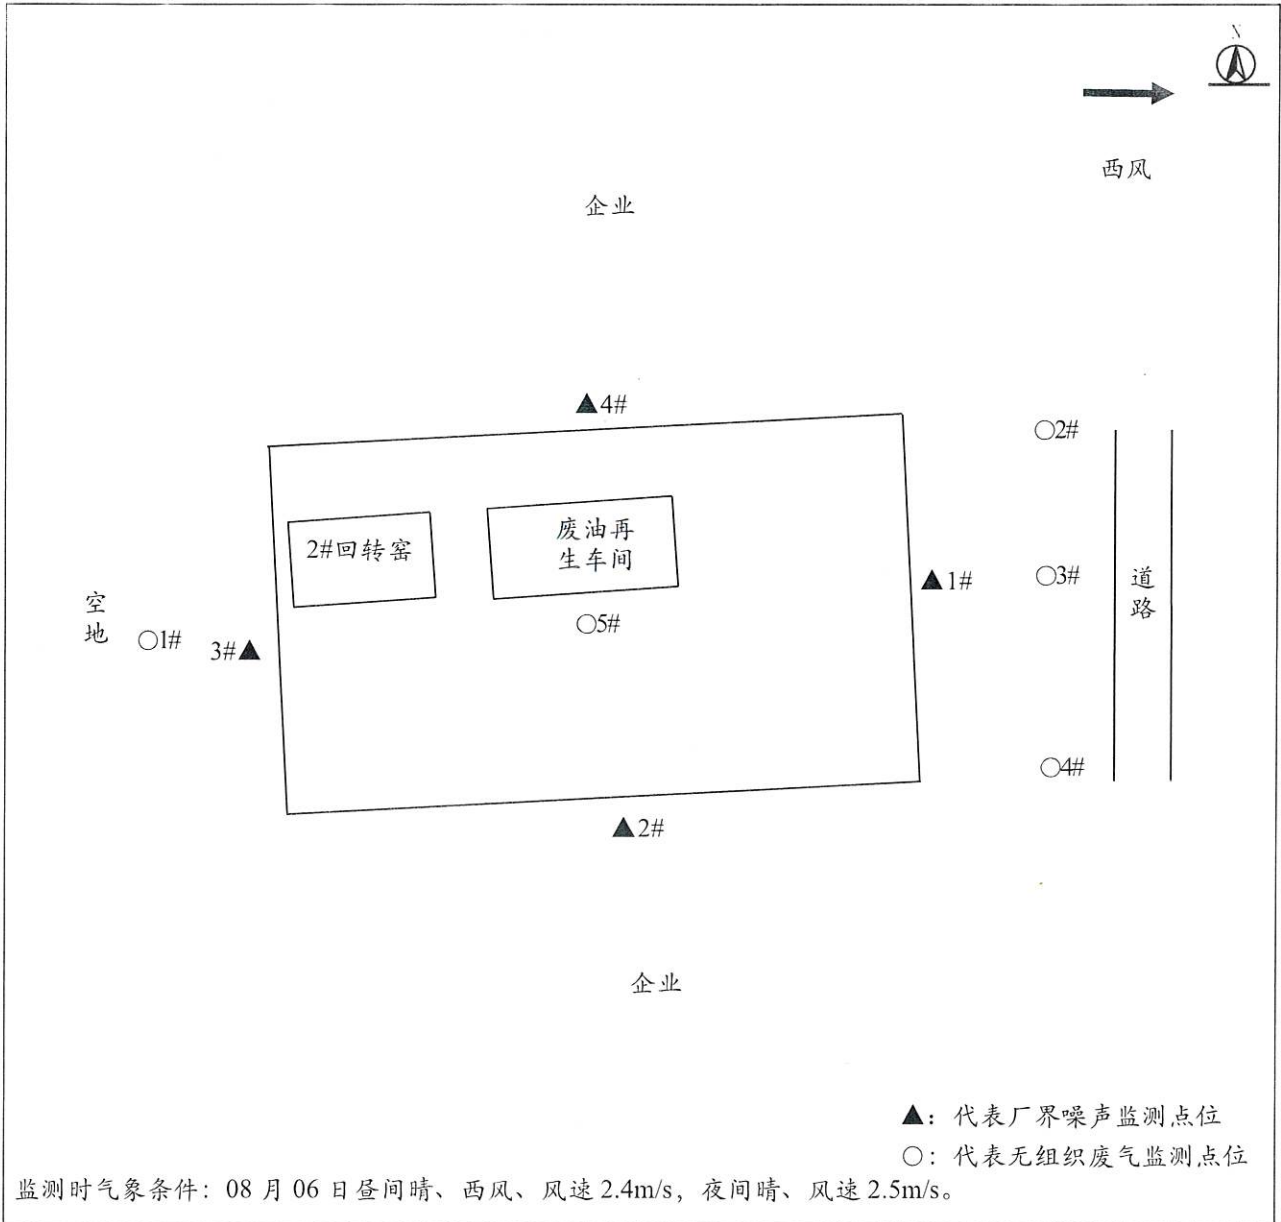 N
西风
企业
▲4#
○2#
2#回转窑
废油再
生车间
▲1#
○3#
道
路
空
地
○1#
3#▲
○5#
○4#
▲2#
企业
▲：代表厂界噪声监测点位
○：代表无组织废气监测点位
监测时气象条件：08 月 06 日昼间晴、西风、风速 2.4m/s，夜间晴、风速 2.5m/s。